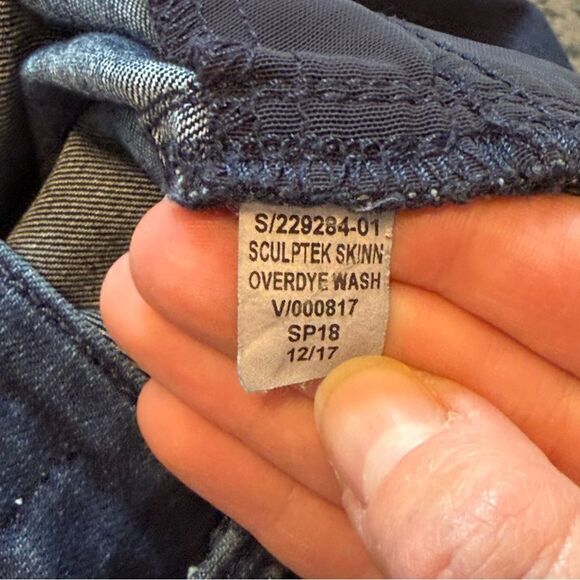 S/229284-01
SCULPTEK SKINN
OVERDYE WASH
V/000817
SP18
12/17